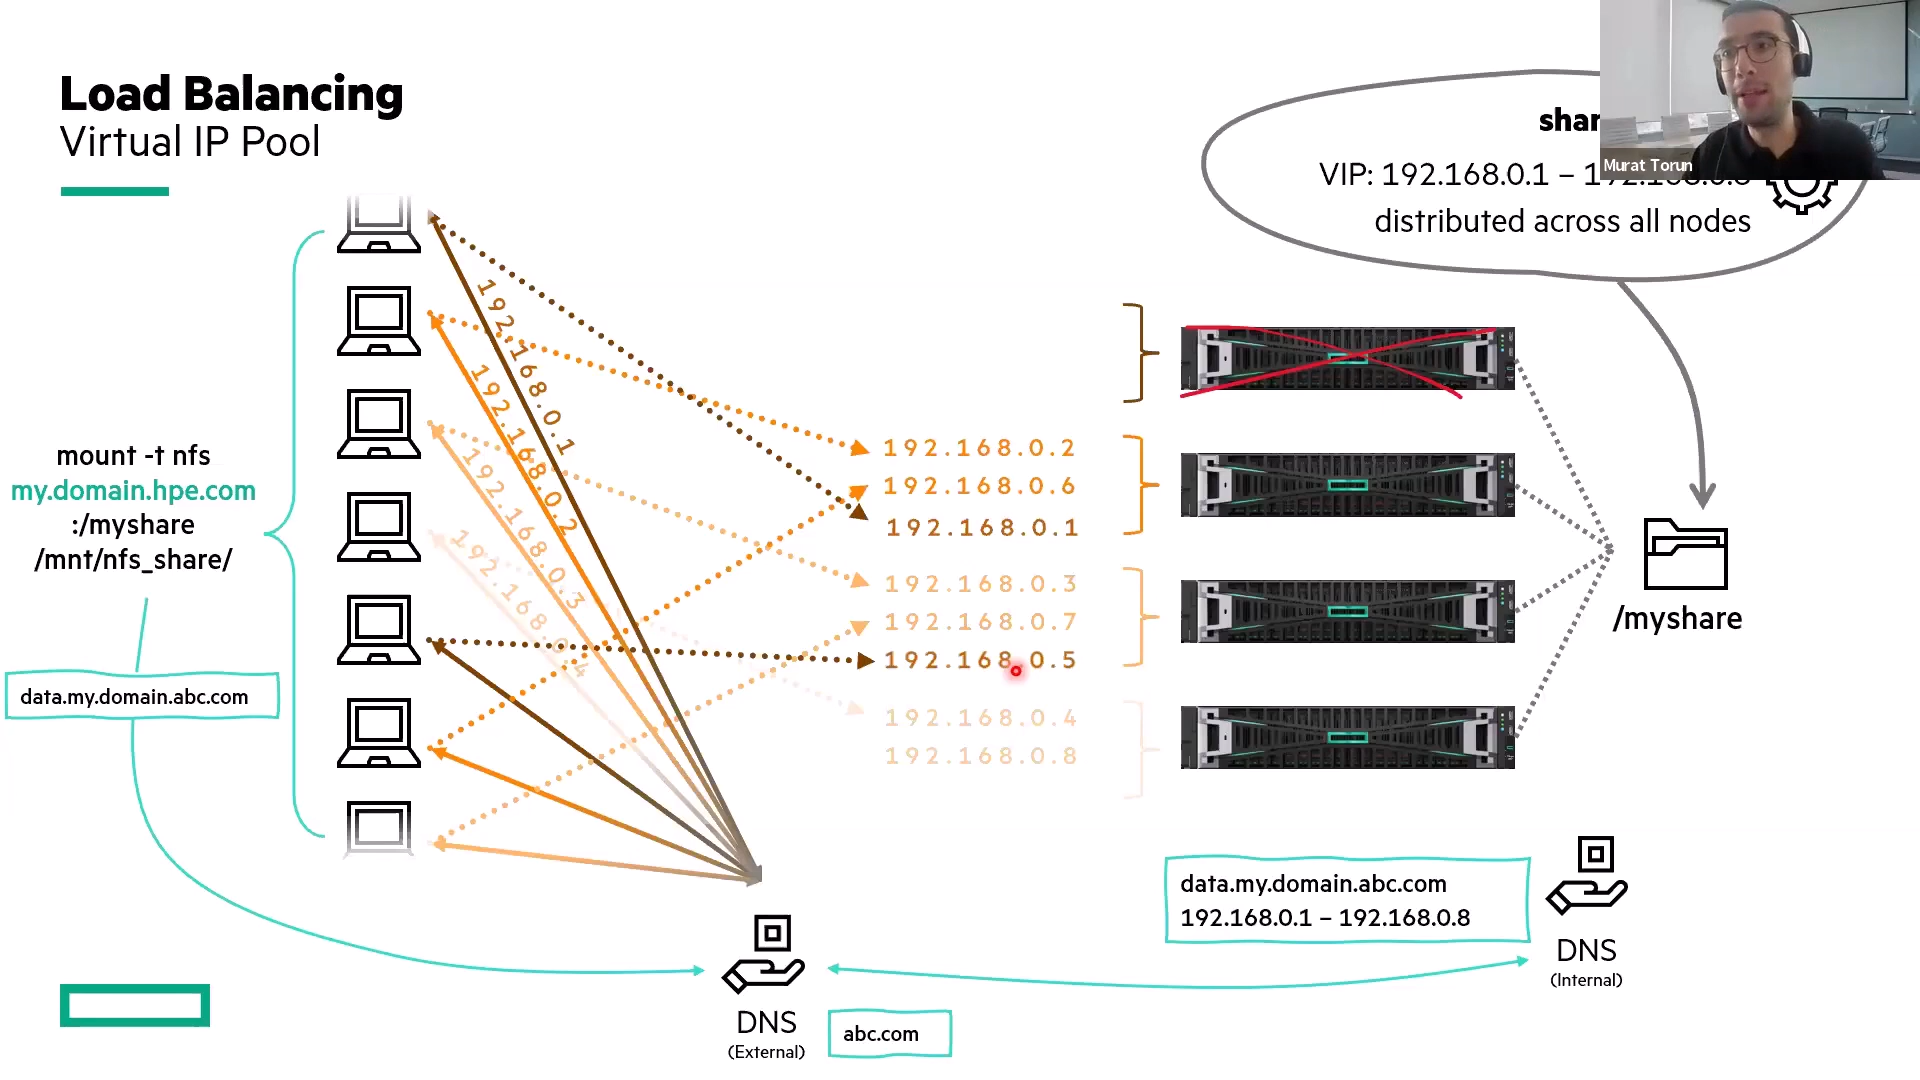 Load Balancing
Virtual IP Pool
VIP: 192.168.0.1 –
distributed across all nodes
Murat Torun
mount -t nfs
my.domain.hpe.com
:/myshare
/mnt/nfs_share/
data.my.domain.abc.com
192.168.0.1
192.168.0.2
192.168.0.3
192.168.0.4
192.168.0.2
192.168.0.6
192.168.0.1
192.168.0.3
192.168.0.7
192.168.0.5
192.168.0.4
192.168.0.8
/myshare
data.my.domain.abc.com
192.168.0.1 – 192.168.0.8
DNS
(Internal)
DNS
(External)
abc.com